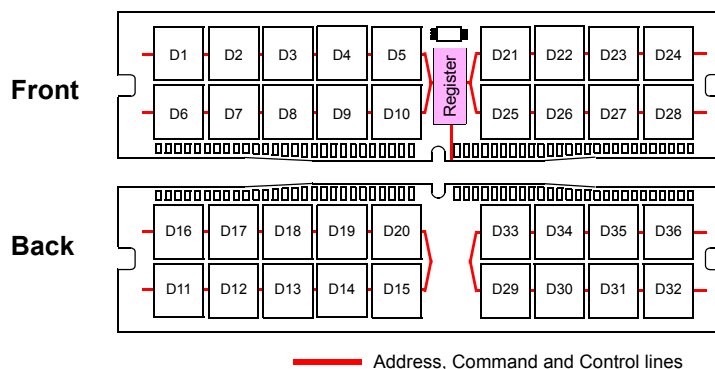 Front
D1 D2 D3 D4 D5 D21 D22 D23 D24
Register
D6 D7 D8 D9 D10 D25 D26 D27 D28
Back
D16 D17 D18 D19 D20 D33 D34 D35 D36
D11 D12 D13 D14 D15 D29 D30 D31 D32
Address, Command and Control lines